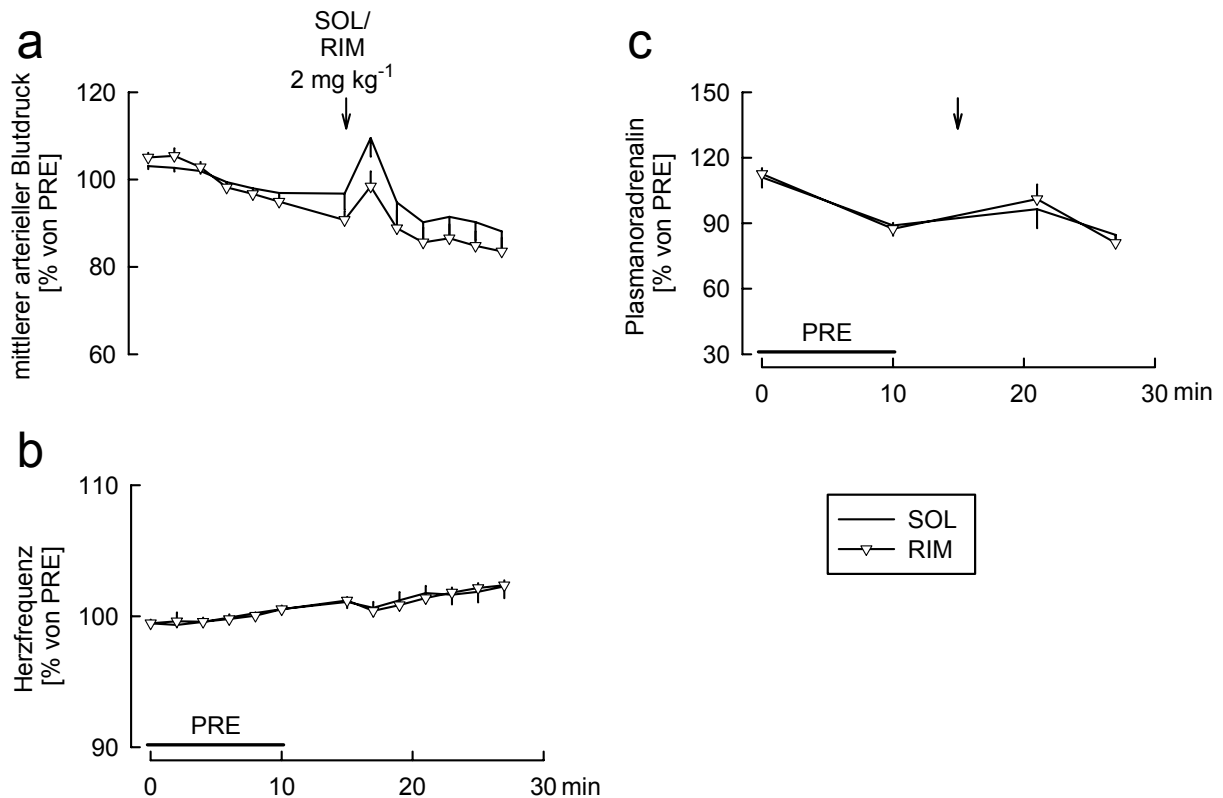 a
SOL/
RIM
2 mg kg-1
mittlerer arterieller Blutdruck
[% von PRE]
120
100
80
60
b
Herzfrequenz
[% von PRE]
110
100
90
PRE
0 10 20 30 min
c
Plasmanoradrenalin
[% von PRE]
150
120
90
60
30
PRE
0 10 20 30 min
SOL
RIM